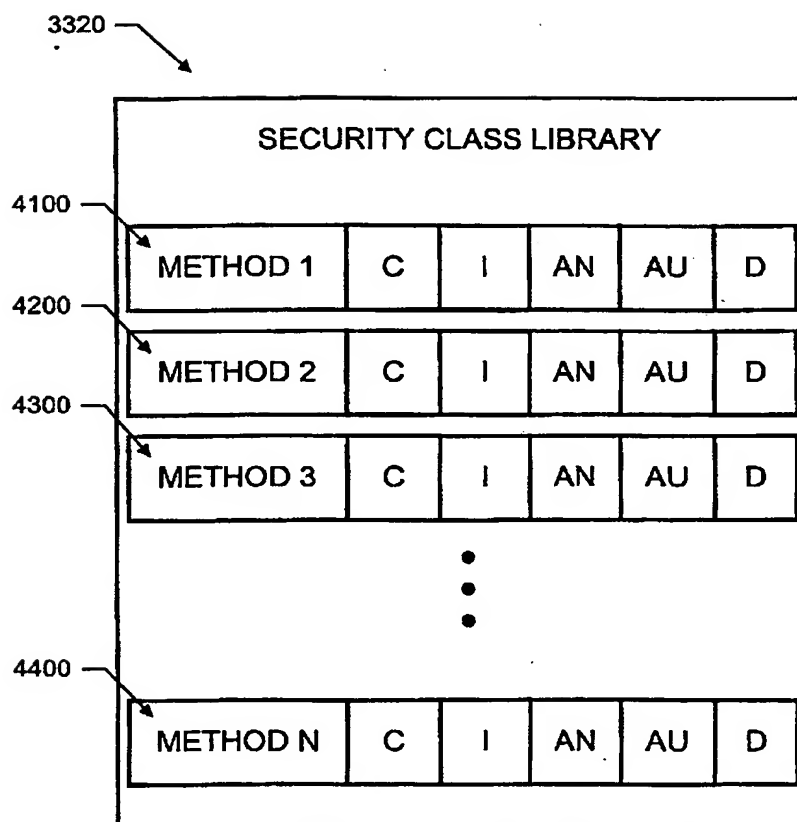 3320
SECURITY CLASS LIBRARY
4100
METHOD 1 C I AN AU D
4200
METHOD 2 C I AN AU D
4300
METHOD 3 C I AN AU D
4400
METHOD N C I AN AU D